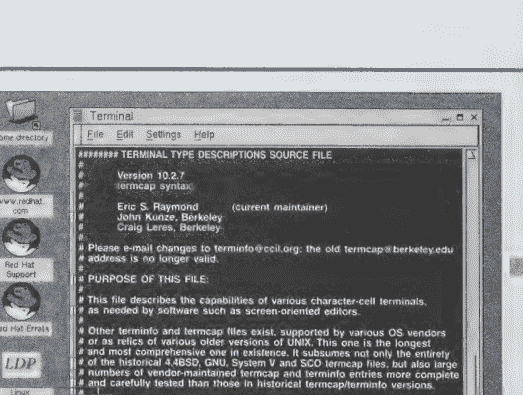 Terminal
File Edit Settings Help
######## TERMINAL TYPE DESCRIPTIONS SOURCE FILE
#
# Version 10.2.7
# termcap syntax
#
# Eric S. Raymond (current maintainer)
# John Kunze, Berkeley
# Craig Leres, Berkeley
#
# Please e-mail changes to terminfo@ccil.org; the old termcap@berkeley.edu
# address is no longer valid.
#
# PURPOSE OF THIS FILE:
#
# This file describes the capabilities of various character-cell terminals,
# as needed by software such as screen-oriented editors.
#
# Other terminfo and termcap files exist, supported by various OS vendors
# or as relics of various older versions of UNIX. This one is the longest
# and most comprehensive one in existence. It subsumes not only the entirety
# of the historical 4.4BSD, GNU, System V and SCO termcap files, but also large
# numbers of vendor-maintained termcap and terminfo entries more complete
# and carefully tested than those in historical termcap/terminfo versions.
#
ome directory
www.redhat.
com
Red Hat
Support
ed Hat Errata
LDP
Linux